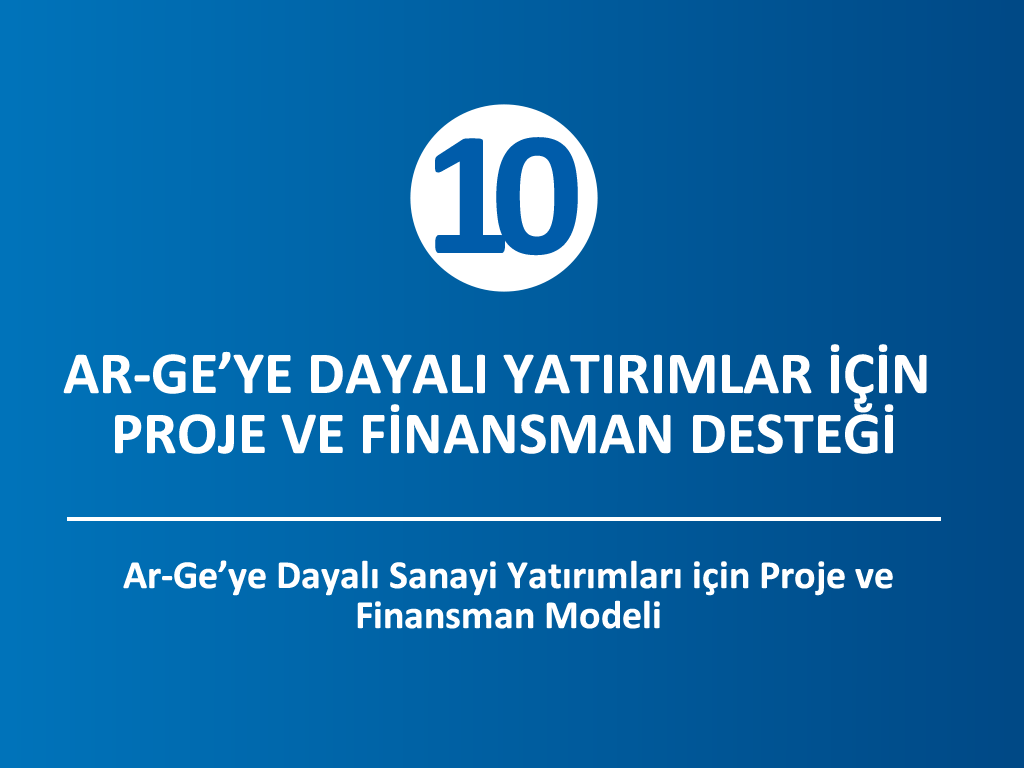 10
AR-GE’YE DAYALI YATIRIMLAR İÇİN
PROJE VE FİNANSMAN DESTEĞİ
Ar-Ge’ye Dayalı Sanayi Yatırımları için Proje ve
Finansman Modeli